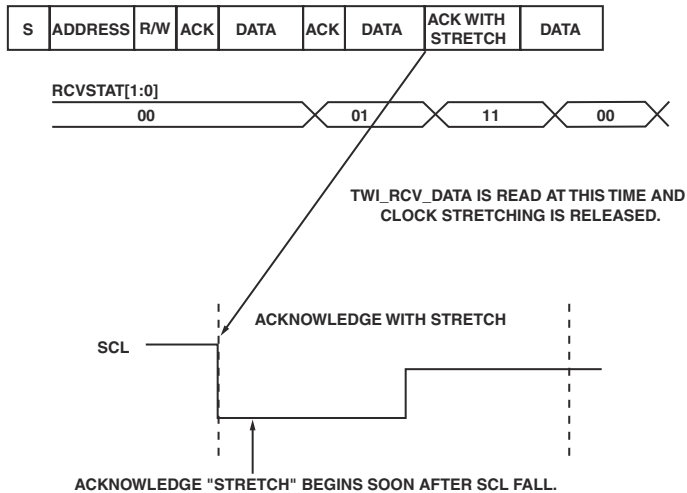 S ADDRESS R/W ACK DATA ACK DATA ACK WITH STRETCH DATA
RCVSTAT[1:0]
00 01 11 00
TWI_RCV_DATA IS READ AT THIS TIME AND
CLOCK STRETCHING IS RELEASED.
ACKNOWLEDGE WITH STRETCH
SCL
ACKNOWLEDGE "STRETCH" BEGINS SOON AFTER SCL FALL.